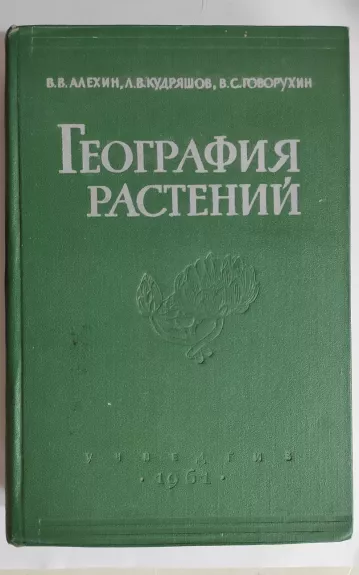 В. В. АЛЕХИН, Л. В. КУДРЯШОВ, В. С. ГОВОРУХИН
ГЕОГРАФИЯ
РАСТЕНИЙ
УЧПЕДГИЗ
· 1961 ·